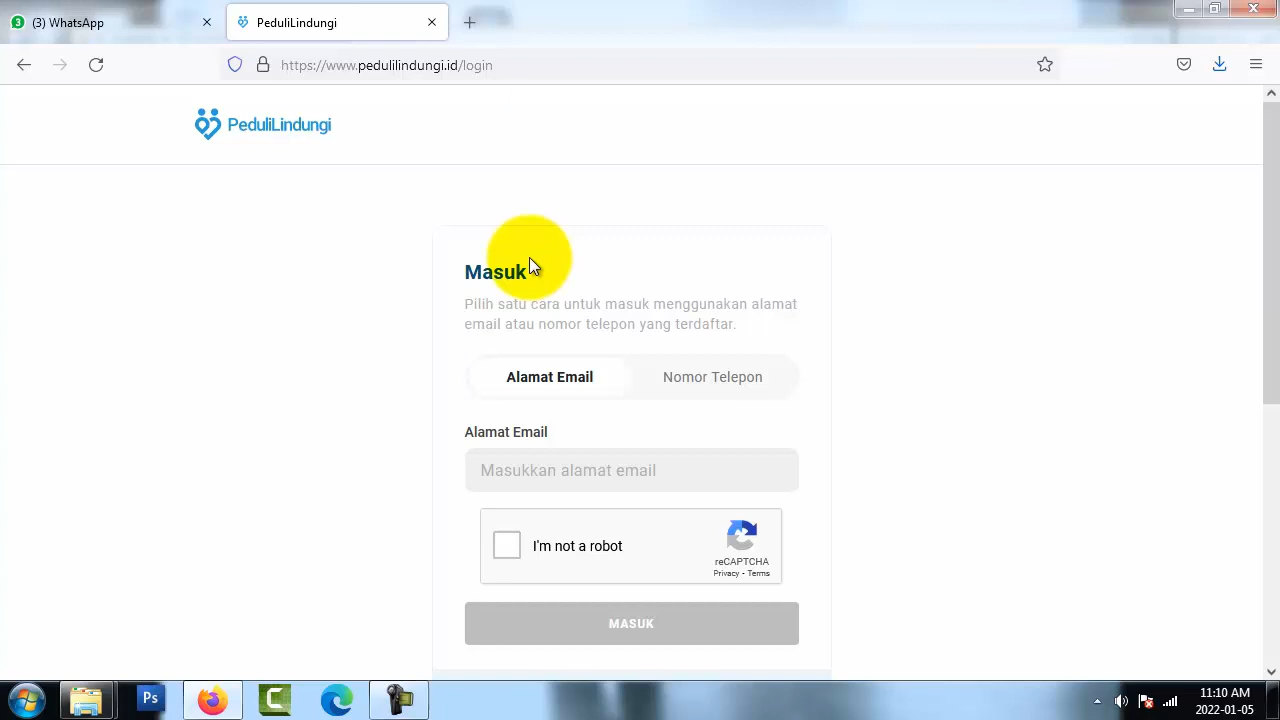 3
(3) WhatsApp
PeduliLindungi
https://www.pedulilindungi.id/login
PeduliLindungi
Masuk
Pilih satu cara untuk masuk menggunakan alamat
email atau nomor telepon yang terdaftar.
Alamat Email
Nomor Telepon
Alamat Email
Masukkan alamat email
I'm not a robot
reCAPTCHA
Privacy - Terms
MASUK
Ps
C
11:10 AM
2022-01-05